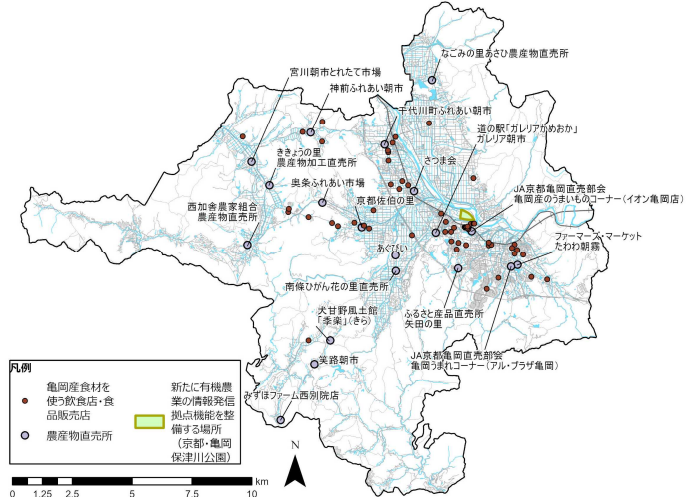 なごみの里あさひ農産物直売所
宮川朝市とれたて市場
神前ふれあい朝市
千代川町ふれあい朝市
道の駅「ガレリアかめおか」
ガレリア朝市
さつま会
ききょうの里
農産物加工直売所
奥条ふれあい市場
京都佐伯の里
JA京都亀岡直売部会
亀岡産のうまいものコーナー(イオン亀岡店)
西加舎農家組合
農産物直売所
ファーマーズ・マーケット
たわわ朝霧
あぐびぃ
南條ひがん花の里直売所
ふるさと産品直売所
矢田の里
犬甘野風土館
「季楽」(きら)
JA京都亀岡直売部会
亀岡うまれコーナー(アル・プラザ亀岡)
笑路朝市
みずほファーム西別院店
凡例
亀岡産食材を
使う飲食店・食
品販売店
農産物直売所
新たに有機農
業の情報発信
拠点機能を整
備する場所
(京都・亀岡
保津川公園)
N
km
0 1.25 2.5 5 7.5 10